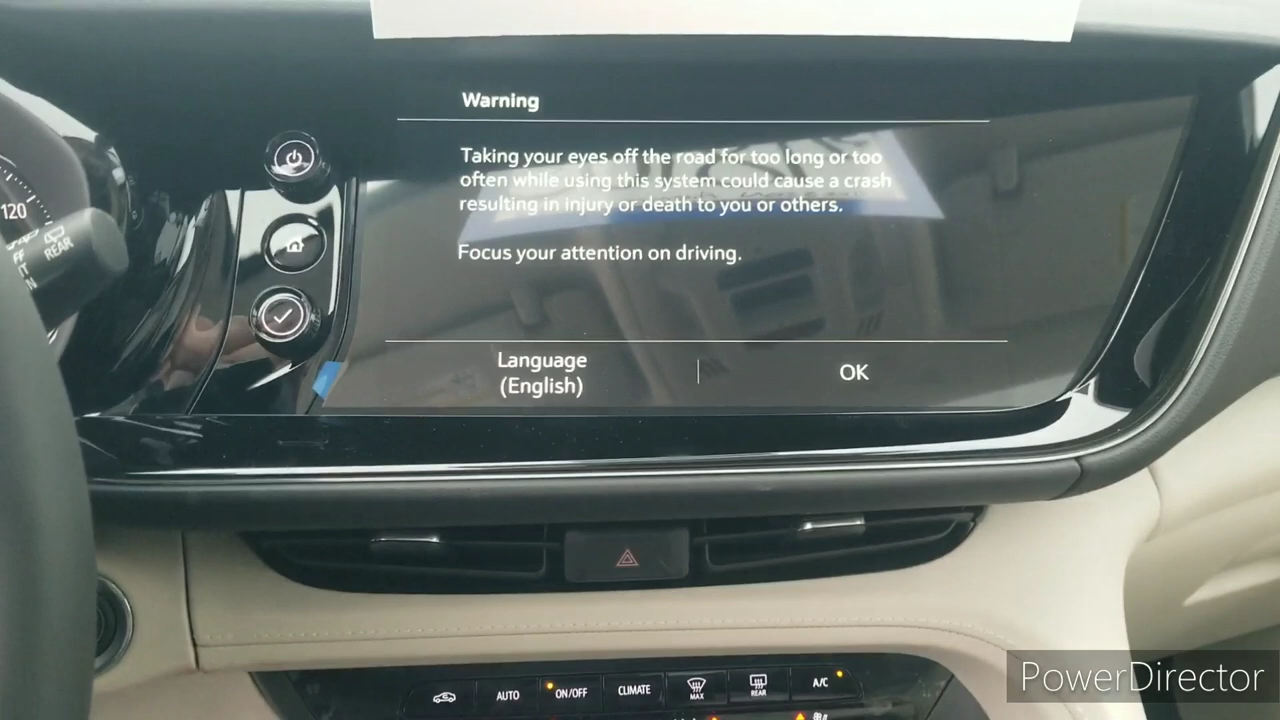 Warning
Taking your eyes off the road for too long or too
often while using this system could cause a crash
resulting in injury or death to you or others.
Focus your attention on driving.
Language
(English)
OK
120
REAR
AUTO
ON/OFF
CLIMATE
MAX
REAR
A/C
PowerDirector